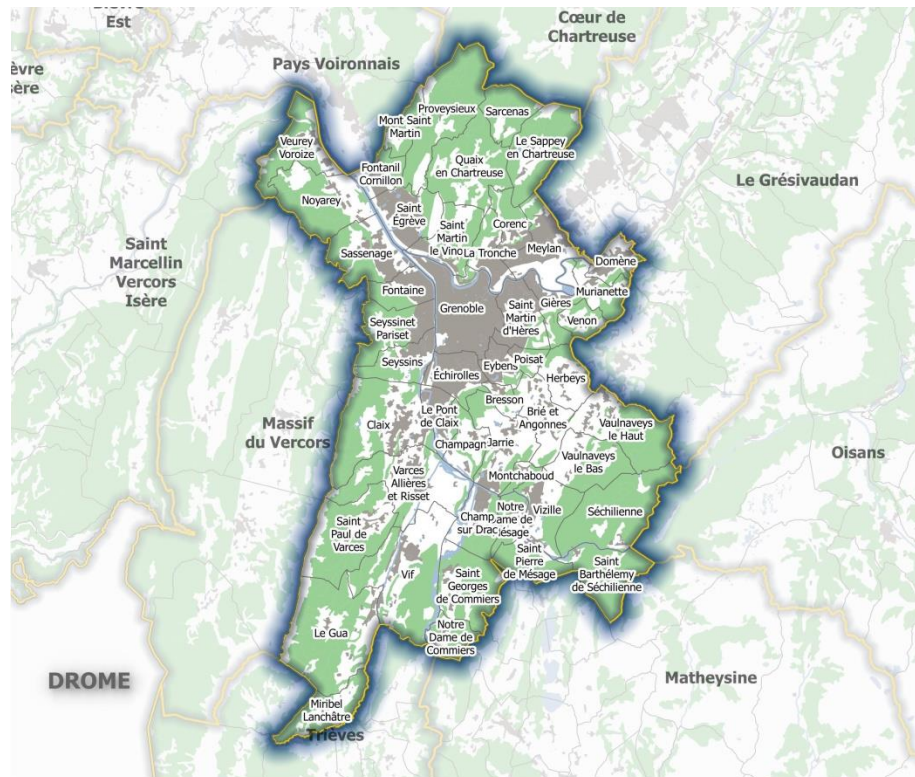 Est
Cœur de
Chartreuse
Pays Voironnais
Proveysieux
Sarcenas
Mont Saint
Martin
Veurey
Voroize
Le Sappey
en Chartreuse
Quaix
en Chartreuse
Fontanil
Cornillon
Le Grésivaudan
Noyarey
Saint
Égrève
Saint
Martin
le Vino
Corenc
La Tronche
Meylan
Saint
Marcellin
Vercors
Isère
Sassenage
Domène
Fontaine
Murianette
Gières
Grenoble
Saint
Martin
d'Hères
Venon
Seyssinet
Pariset
Seyssins
Poisat
Eybens
Échirolles
Herbeys
Bresson
Le Pont
de Claix
Brié et
Angonnes
Vaulnaveys
le Haut
Massif
du Vercors
Claix
Champagn
Jarrie
Vaulnaveys
le Bas
Oisans
Varces
Allières
et Risset
Montchaboud
Saint
Paul de
Varces
Champ
sur Drac
Notre
ame de
Mésage
Vizille
Séchilienne
Saint
Pierre
de Mésage
Saint
Barthélemy
de Séchilienne
Vif
Saint
Georges
de Commiers
Le Gua
Notre
Dame de
Commiers
DROME
Matheysine
Miribel
Lanchâtre
Trièves